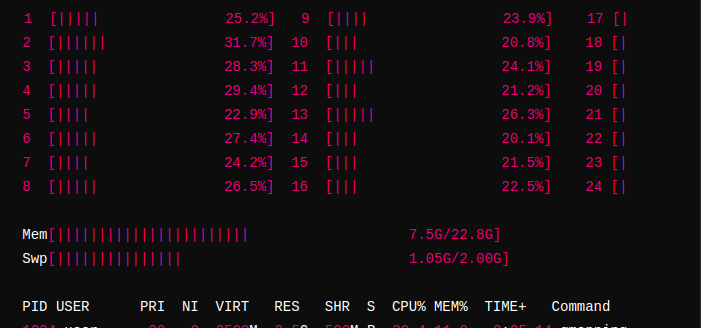 1 [||||| 25.2%] 9 [|||| 23.9%] 17 [|
2 [|||||| 31.7%] 10 [||| 20.8%] 18 [|
3 [||||| 28.3%] 11 [||||| 24.1%] 19 [|
4 [||||| 29.4%] 12 [||| 21.2%] 20 [|
5 [|||| 22.9%] 13 [||||| 26.3%] 21 [|
6 [||||| 27.4%] 14 [||| 20.1%] 22 [|
7 [|||| 24.2%] 15 [||| 21.5%] 23 [|
8 [||||| 26.5%] 16 [||| 22.5%] 24 [|
Mem[||||||||||||||||||||||| 7.5G/22.8G]
Swp[||||||||||||||| 1.05G/2.00G]
PID USER PRI NI VIRT RES SHR S CPU% MEM% TIME+ Command